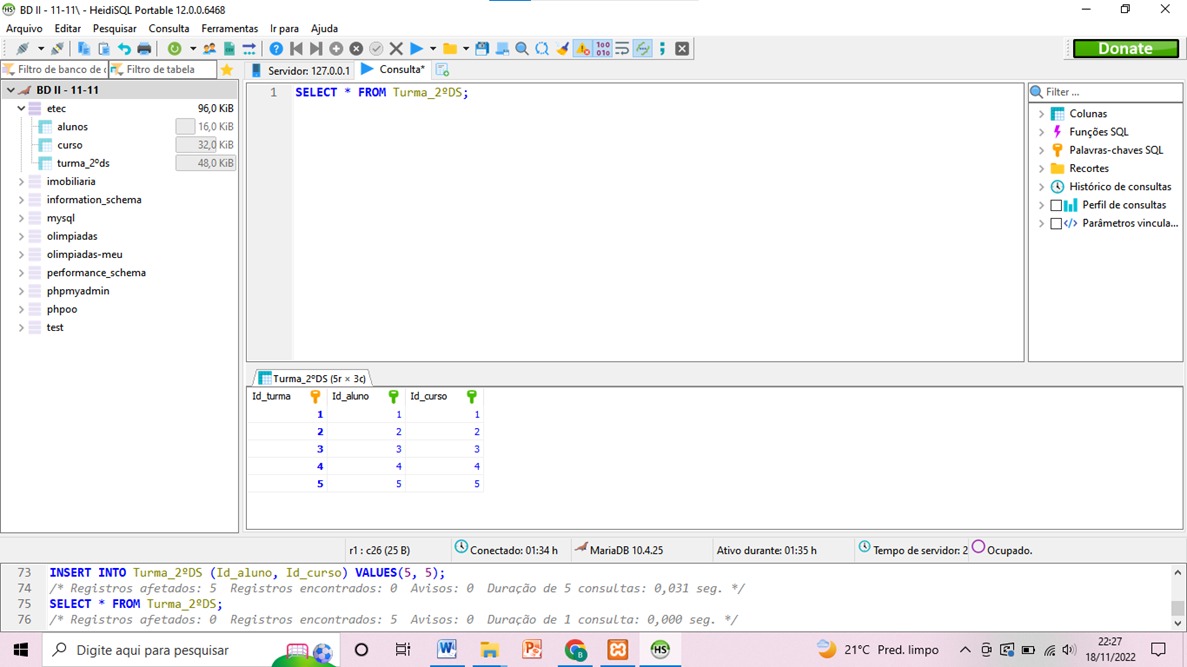 BD II - 11-11\ - HeidiSQL Portable 12.0.0.6468
Arquivo Editar Pesquisar Consulta Ferramentas Ir para Ajuda
Donate
Filtro de banco de Filtro de tabela
Servidor: 127.0.0.1 Consulta*
BD II - 11-11
etec 96,0 KiB
alunos 16,0 KiB
curso 32,0 KiB
turma_2ºds 48,0 KiB
imobiliaria
information_schema
mysql
olimpiadas
olimpiadas-meu
performance_schema
phpmyadmin
phpoo
test
1 SELECT * FROM Turma_2ºDS;
Filter ...
Colunas
Funções SQL
Palavras-chaves SQL
Recortes
Histórico de consultas
Perfil de consultas
Parâmetros vincula...
Turma_2ºDS (5r × 3c)
Id_turma Id_aluno Id_curso
1 1 1
2 2 2
3 3 3
4 4 4
5 5 5
r1 : c26 (25 B) Conectado: 01:34 h MariaDB 10.4.25 Ativo durante: 01:35 h Tempo de servidor: 2 Ocupado.
73 INSERT INTO Turma_2ºDS (Id_aluno, Id_curso) VALUES(5, 5);
74 /* Registros afetados: 5 Registros encontrados: 0 Avisos: 0 Duração de 5 consultas: 0,031 seg. */
75 SELECT * FROM Turma_2ºDS;
76 /* Registros afetados: 0 Registros encontrados: 5 Avisos: 0 Duração de 1 consulta: 0,000 seg. */
Digite aqui para pesquisar
21°C Pred. limpo
22:27
18/11/2022